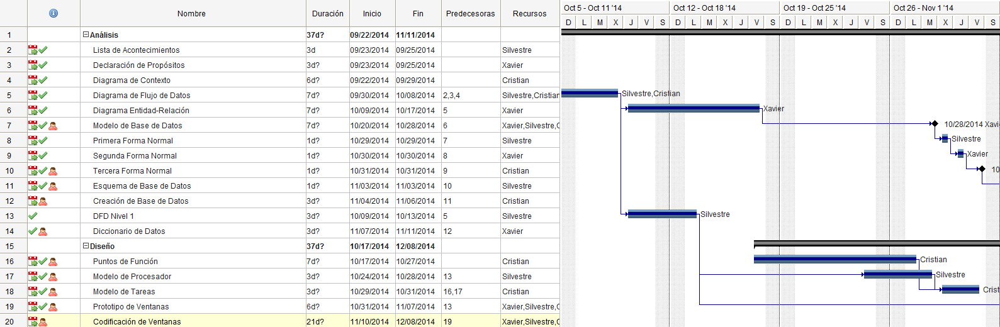 Nombre Duración Inicio Fin Predecesoras Recursos Oct 5 - Oct 11 '14 Oct 12 - Oct 18 '14 Oct 19 - Oct 25 '14 Oct 26 - Nov 1 '14
D L M X J V S D L M X J V S D L M X J V S D L M X J V S
1 Análisis 37d? 09/22/2014 11/11/2014
2 Lista de Acontecimientos 3d 09/23/2014 09/25/2014 Silvestre
3 Declaración de Propósitos 3d? 09/23/2014 09/25/2014 Xavier
4 Diagrama de Contexto 6d? 09/22/2014 09/29/2014 Cristian
5 Diagrama de Flujo de Datos 7d? 09/30/2014 10/08/2014 2,3,4 Silvestre,Cristian Silvestre,Cristian
6 Diagrama Entidad-Relación 7d? 10/09/2014 10/17/2014 5 Xavier Xavier
7 Modelo de Base de Datos 7d? 10/20/2014 10/28/2014 6 Xavier,Silvestre,C 10/28/2014 Xavi
8 Primera Forma Normal 1d? 10/29/2014 10/29/2014 7 Silvestre Silvestre
9 Segunda Forma Normal 1d? 10/30/2014 10/30/2014 8 Xavier Xavier
10 Tercera Forma Normal 1d? 10/31/2014 10/31/2014 9 Cristian 10
11 Esquema de Base de Datos 1d? 11/03/2014 11/03/2014 10 Silvestre
12 Creación de Base de Datos 3d? 11/04/2014 11/06/2014 11 Cristian
13 DFD Nivel 1 3d? 10/09/2014 10/13/2014 5 Silvestre Silvestre
14 Diccionario de Datos 3d? 11/07/2014 11/11/2014 12 Xavier
15 Diseño 37d? 10/17/2014 12/08/2014
16 Puntos de Función 7d? 10/17/2014 10/27/2014 Cristian Cristian
17 Modelo de Procesador 3d? 10/24/2014 10/28/2014 13 Silvestre Silvestre
18 Modelo de Tareas 3d? 10/29/2014 10/31/2014 16,17 Cristian Crist
19 Prototipo de Ventanas 6d? 10/31/2014 11/07/2014 13 Xavier,Silvestre,C
20 Codificación de Ventanas 21d? 11/10/2014 12/08/2014 19 Xavier,Silvestre,C